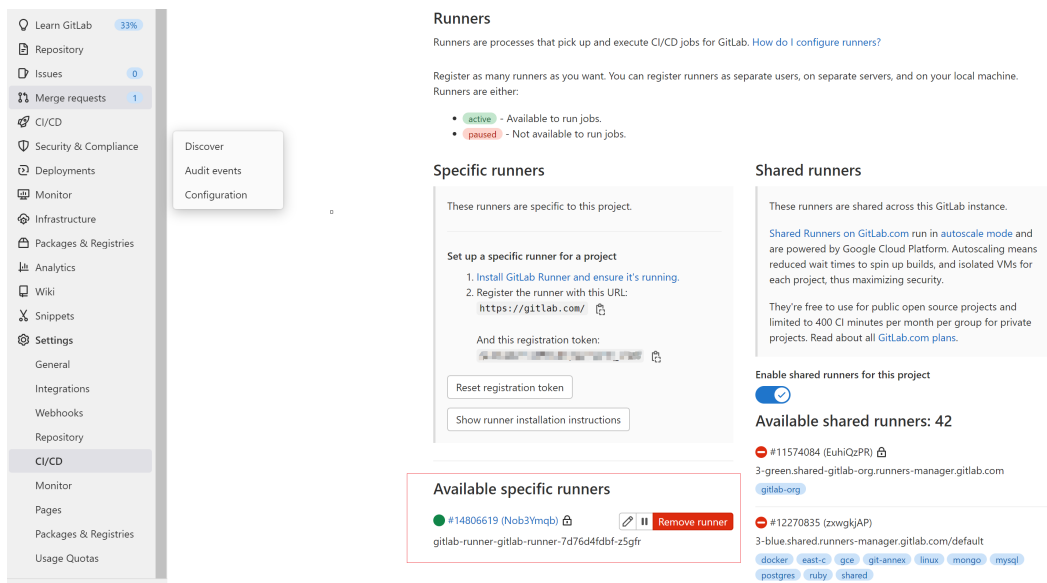 Learn GitLab 33%
Repository
Issues 0
Merge requests 1
CI/CD
Security & Compliance
Deployments
Monitor
Infrastructure
Packages & Registries
Analytics
Wiki
Snippets
Settings
General
Integrations
Webhooks
Repository
CI/CD
Monitor
Pages
Packages & Registries
Usage Quotas
Discover
Audit events
Configuration
Runners
Runners are processes that pick up and execute CI/CD jobs for GitLab. How do I configure runners?
Register as many runners as you want. You can register runners as separate users, on separate servers, and on your local machine.
Runners are either:
• active - Available to run jobs.
• paused - Not available to run jobs.
Specific runners
These runners are specific to this project.
Set up a specific runner for a project
1. Install GitLab Runner and ensure it's running.
2. Register the runner with this URL:
https://gitlab.com/
And this registration token:
Reset registration token
Show runner installation instructions
Available specific runners
#14806619 (Nob3Ymqb) Remove runner
gitlab-runner-gitlab-runner-7d76d4fdbf-z5gfr
Shared runners
These runners are shared across this GitLab instance.
Shared Runners on GitLab.com run in autoscale mode and
are powered by Google Cloud Platform. Autoscaling means
reduced wait times to spin up builds, and isolated VMs for
each project, thus maximizing security.
They're free to use for public open source projects and
limited to 400 CI minutes per month per group for private
projects. Read about all GitLab.com plans.
Enable shared runners for this project
Available shared runners: 42
#11574084 (EuhiQzPR)
3-green.shared-gitlab-org.runners-manager.gitlab.com
gitlab-org
#12270835 (zxwgkjAP)
3-blue.shared.runners-manager.gitlab.com/default
docker east-c gce git-annex linux mongo mysql
postgres ruby shared